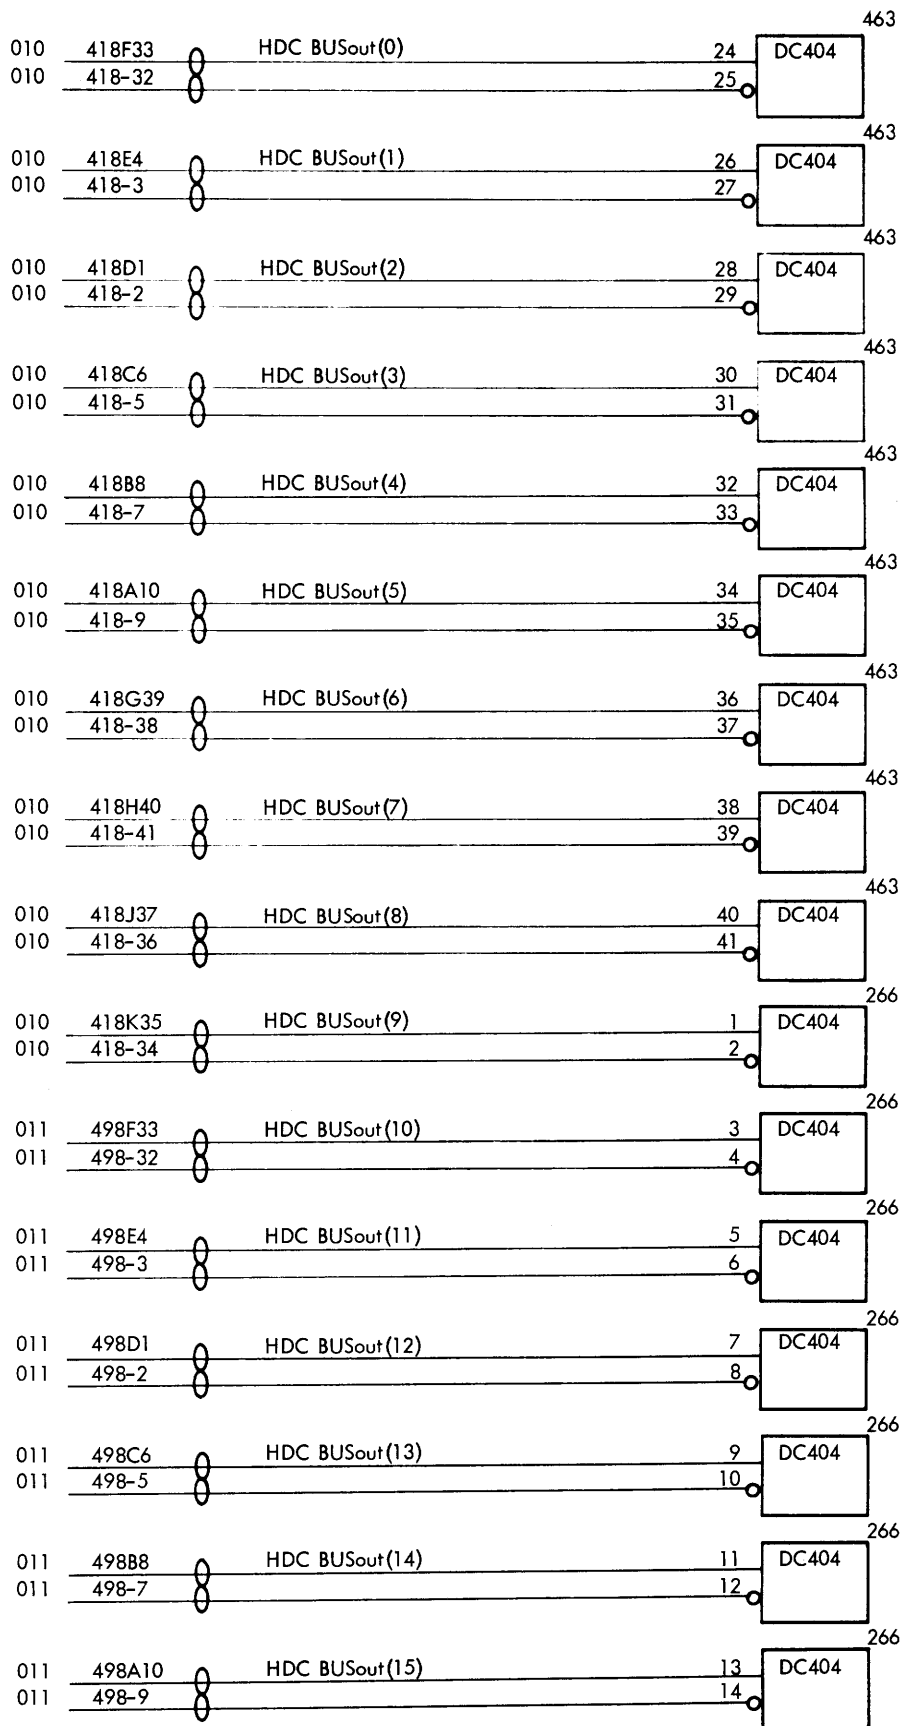 463
010 418F33 HDC BUSout(0) 24 DC404
010 418-32 25
463
010 418E4 HDC BUSout(1) 26 DC404
010 418-3 27
463
010 418D1 HDC BUSout(2) 28 DC404
010 418-2 29
463
010 418C6 HDC BUSout(3) 30 DC404
010 418-5 31
463
010 418B8 HDC BUSout(4) 32 DC404
010 418-7 33
463
010 418A10 HDC BUSout(5) 34 DC404
010 418-9 35
463
010 418G39 HDC BUSout(6) 36 DC404
010 418-38 37
463
010 418H40 HDC BUSout(7) 38 DC404
010 418-41 39
463
010 418J37 HDC BUSout(8) 40 DC404
010 418-36 41
266
010 418K35 HDC BUSout(9) 1 DC404
010 418-34 2
266
011 498F33 HDC BUSout(10) 3 DC404
011 498-32 4
266
011 498E4 HDC BUSout(11) 5 DC404
011 498-3 6
266
011 498D1 HDC BUSout(12) 7 DC404
011 498-2 8
266
011 498C6 HDC BUSout(13) 9 DC404
011 498-5 10
266
011 498B8 HDC BUSout(14) 11 DC404
011 498-7 12
266
011 498A10 HDC BUSout(15) 13 DC404
011 498-9 14